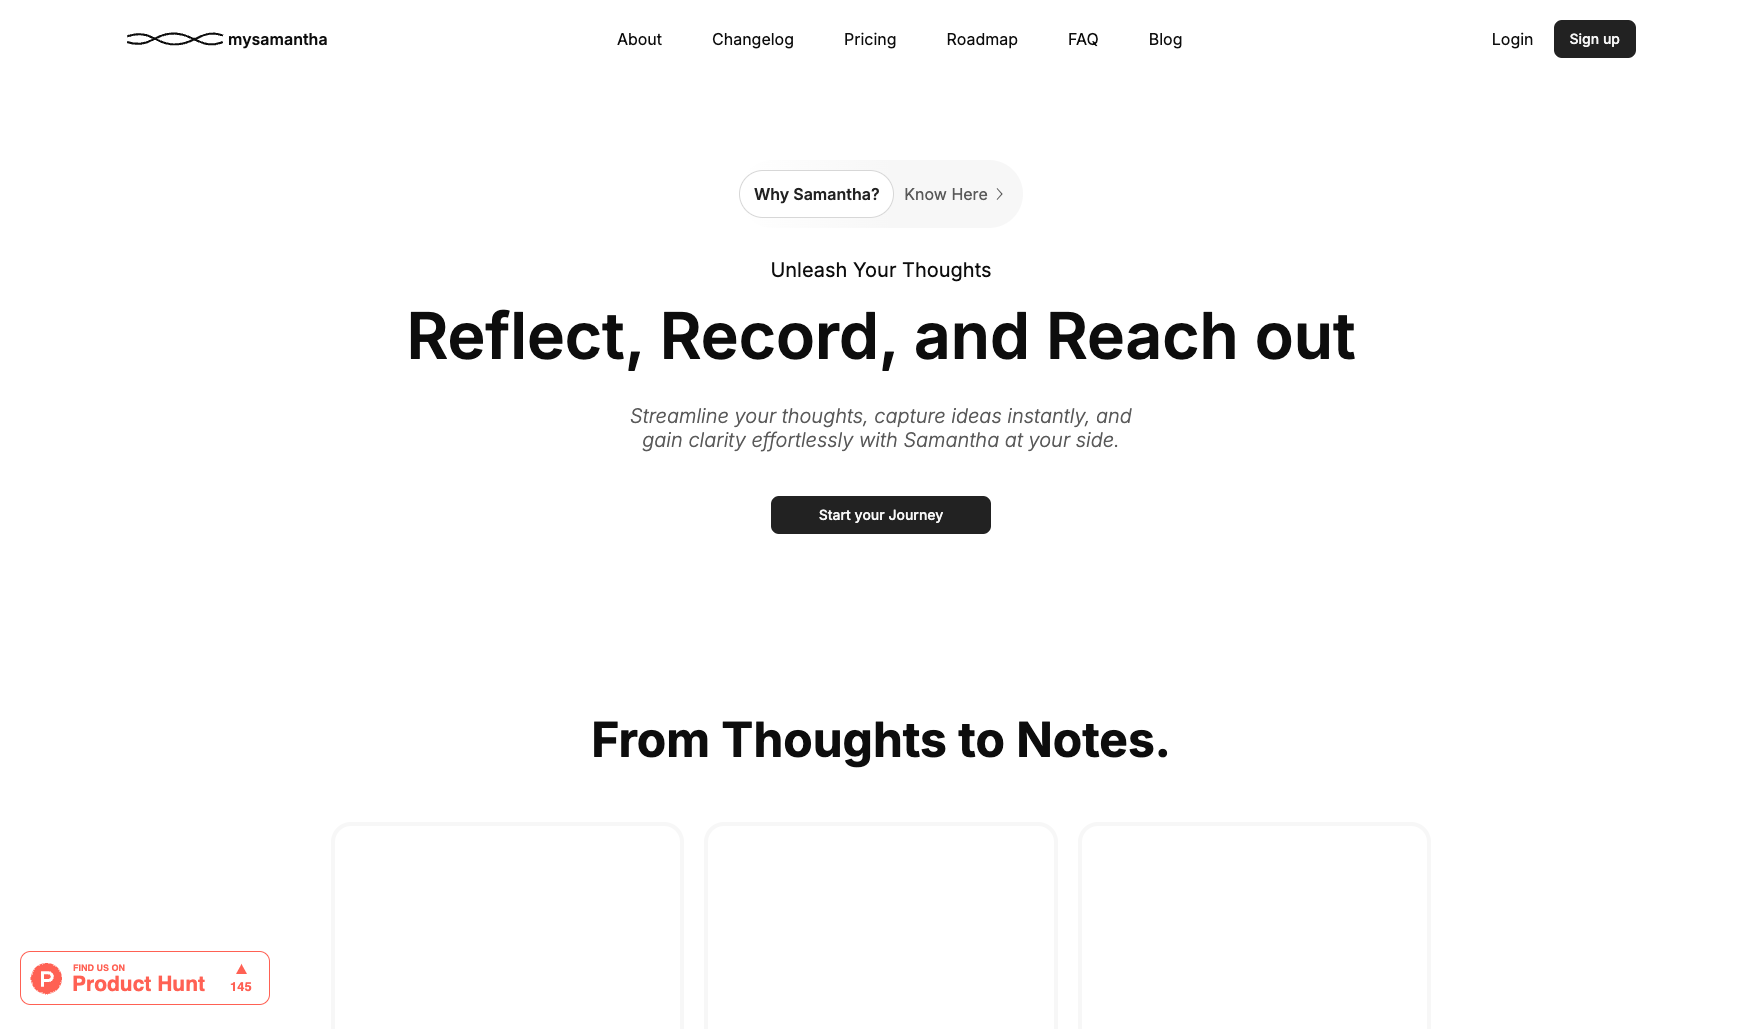 mysamantha
About
Changelog
Pricing
Roadmap
FAQ
Blog
Login
Sign up
Why Samantha?
Know Here
Unleash Your Thoughts
Reflect, Record, and Reach out
Streamline your thoughts, capture ideas instantly, and
gain clarity effortlessly with Samantha at your side.
Start your Journey
From Thoughts to Notes.
P
FIND US ON
Product Hunt
145